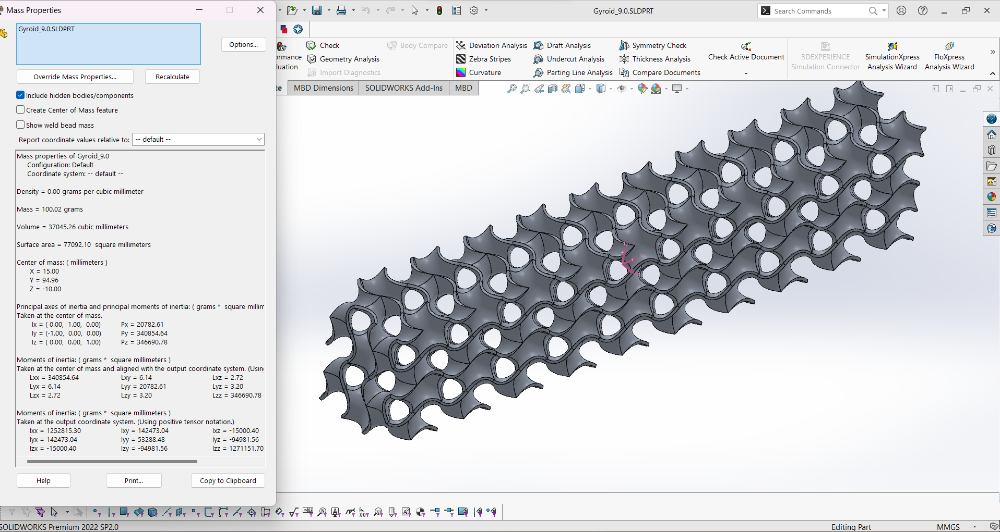 Mass Properties
Gyroid_9.0.SLDPRT
Options...
Override Mass Properties...
Recalculate
Include hidden bodies/components
Create Center of Mass feature
Show weld bead mass
Report coordinate values relative to: -- default --
Mass properties of Gyroid_9.0
Configuration: Default
Coordinate system: -- default --
Density = 0.00 grams per cubic millimeter
Mass = 100.02 grams
Volume = 37045.26 cubic millimeters
Surface area = 77092.10 square millimeters
Center of mass: ( millimeters )
X = 15.00
Y = 94.96
Z = -10.00
Principal axes of inertia and principal moments of inertia: ( grams * square millim
Taken at the center of mass.
Ix = ( 0.00, 1.00, 0.00) Px = 20782.61
Iy = (-1.00, 0.00, 0.00) Py = 340854.64
Iz = ( 0.00, 0.00, 1.00) Pz = 346690.78
Moments of inertia: ( grams * square millimeters )
Taken at the center of mass and aligned with the output coordinate system. (Usin
Lxx = 340854.64 Lxy = 6.14 Lxz = 2.72
Lyx = 6.14 Lyy = 20782.61 Lyz = 3.20
Lzx = 2.72 Lzy = 3.20 Lzz = 346690.78
Moments of inertia: ( grams * square millimeters )
Taken at the output coordinate system. (Using positive tensor notation.)
Ixx = 1252815.30 Ixy = 142473.04 Ixz = -15000.40
Iyx = 142473.04 Iyy = 53288.48 Iyz = -94981.56
Izx = -15000.40 Izy = -94981.56 Izz = 1271151.70
Help
Print...
Copy to Clipboard
Gyroid_9.0.SLDPRT
Search Commands
ormance
luation
Check
Geometry Analysis
Import Diagnostics
Body Compare
Deviation Analysis
Zebra Stripes
Curvature
Draft Analysis
Undercut Analysis
Parting Line Analysis
Symmetry Check
Thickness Analysis
Compare Documents
Check Active Document
3DEXPERIENCE
Simulation Connector
SimulationXpress
Analysis Wizard
FloXpress
Analysis Wizard
te
MBD Dimensions
SOLIDWORKS Add-Ins
MBD
Iy
Ix
Iz
SOLIDWORKS Premium 2022 SP2.0
Editing Part
MMGS